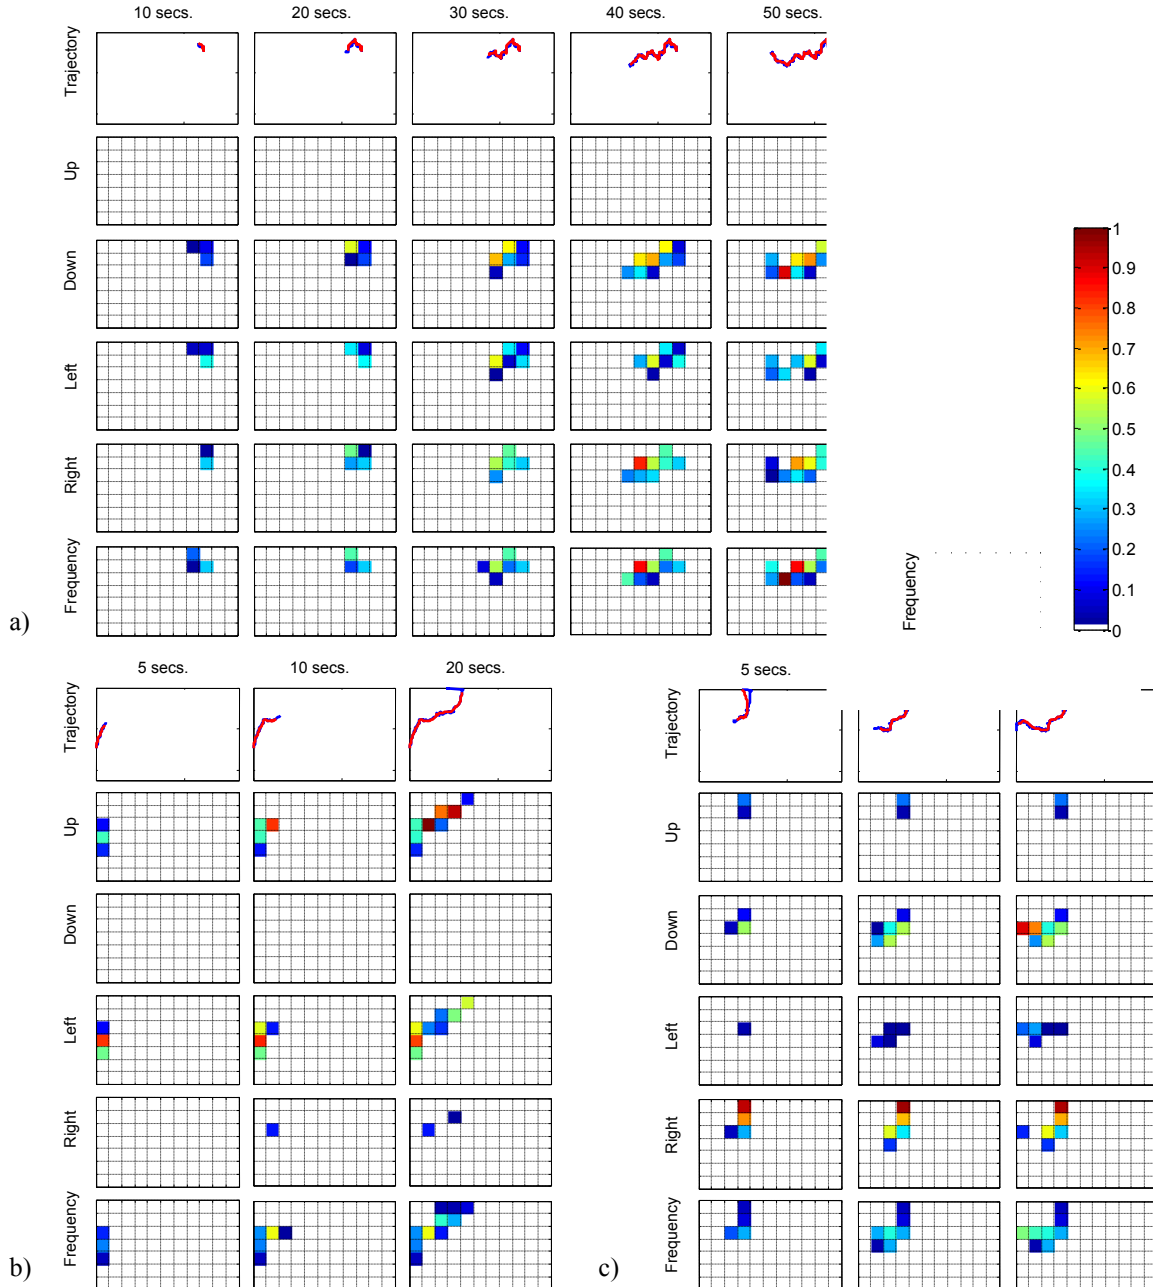 10 secs. 20 secs. 30 secs. 40 secs. 50 secs.
Trajectory
Up
Down
Left
Right
Frequency
a)
1
0.9
0.8
0.7
0.6
0.5
0.4
0.3
0.2
0.1
0
Frequency
5 secs. 10 secs. 20 secs.
Trajectory
Up
Down
Left
Right
Frequency
b)
5 secs.
Trajectory
Up
Down
Left
Right
Frequency
c)